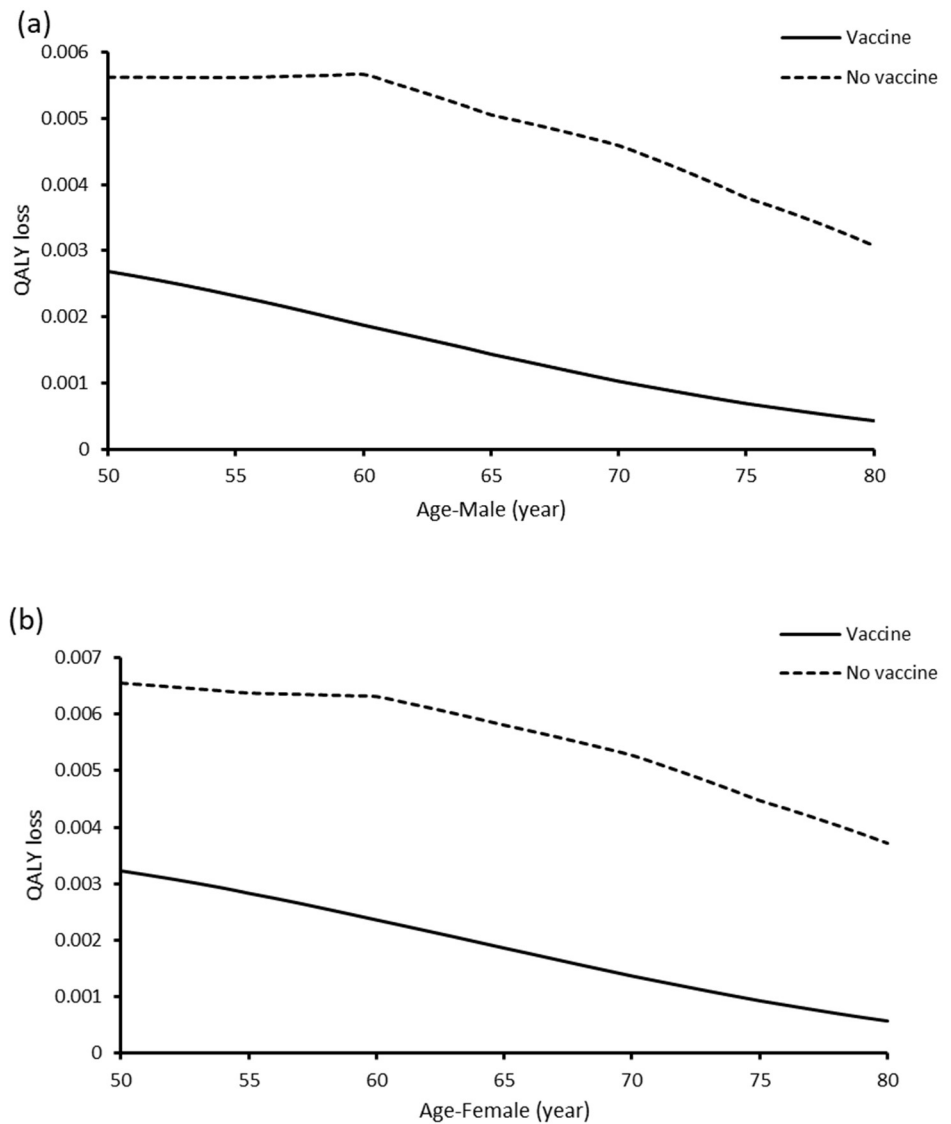 (a)
Vaccine
No vaccine
0.006
0.005
0.004
0.003
0.002
0.001
0
QALY loss
50 55 60 65 70 75 80
Age-Male (year)
(b)
Vaccine
No vaccine
0.007
0.006
0.005
0.004
0.003
0.002
0.001
0
QALY loss
50 55 60 65 70 75 80
Age-Female (year)